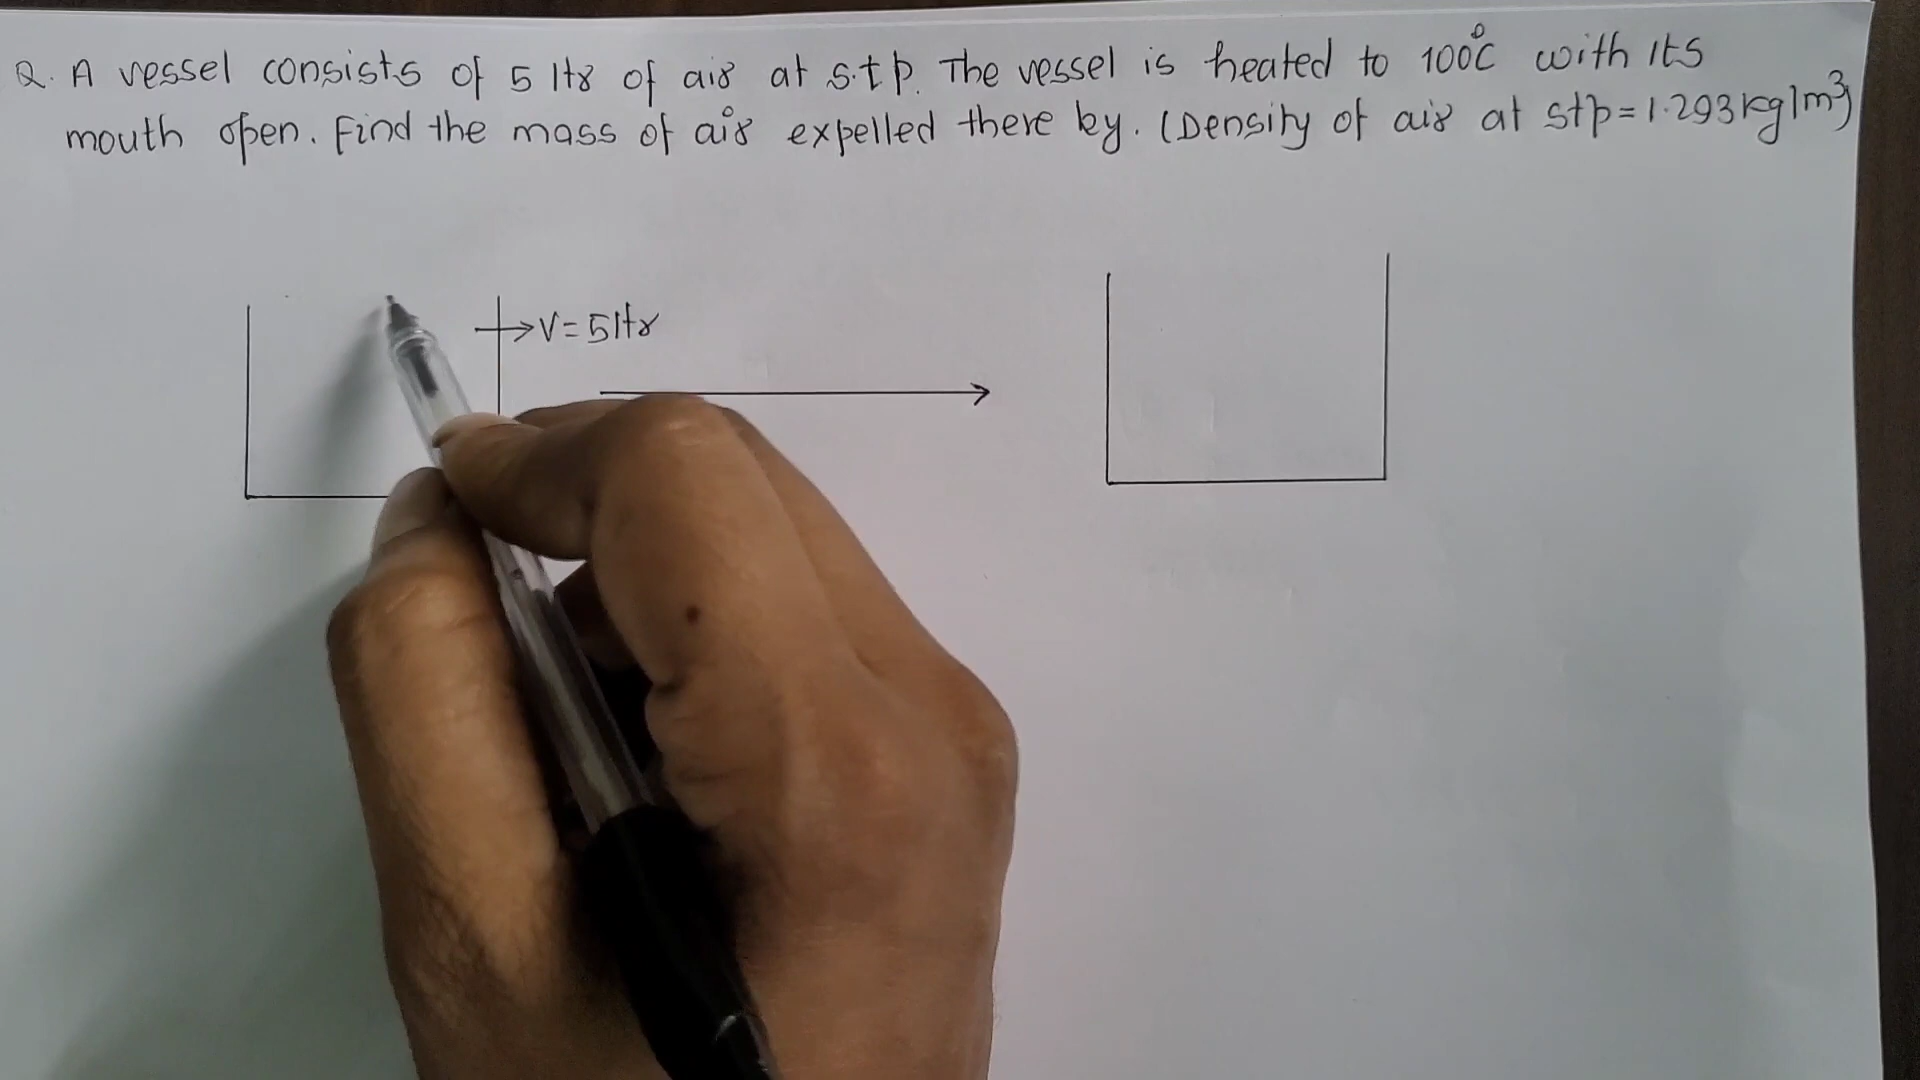 Q. A vessel consists of 5 ltr of air at s.t.p. The vessel is heated to 100°C with its
mouth open. Find the mass of air expelled there by. (Density of air at stp = 1.293 kg/m³)
V = 5 ltr